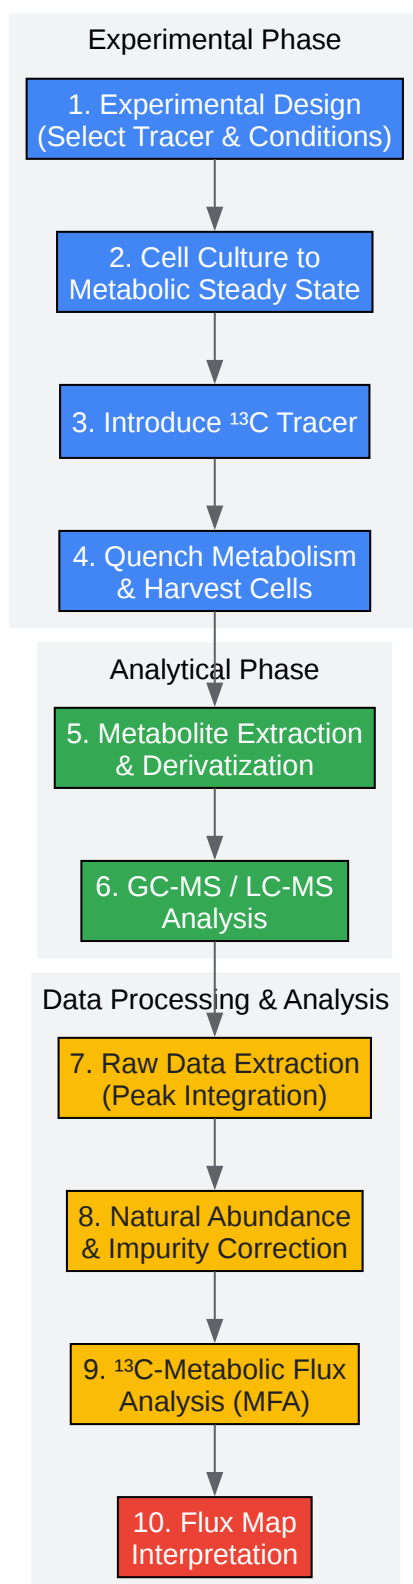 Experimental Phase
1. Experimental Design
(Select Tracer & Conditions)
2. Cell Culture to
Metabolic Steady State
3. Introduce ¹³C Tracer
4. Quench Metabolism
& Harvest Cells
Analytical Phase
5. Metabolite Extraction
& Derivatization
6. GC-MS / LC-MS
Analysis
Data Processing & Analysis
7. Raw Data Extraction
(Peak Integration)
8. Natural Abundance
& Impurity Correction
9. ¹³C-Metabolic Flux
Analysis (MFA)
10. Flux Map
Interpretation